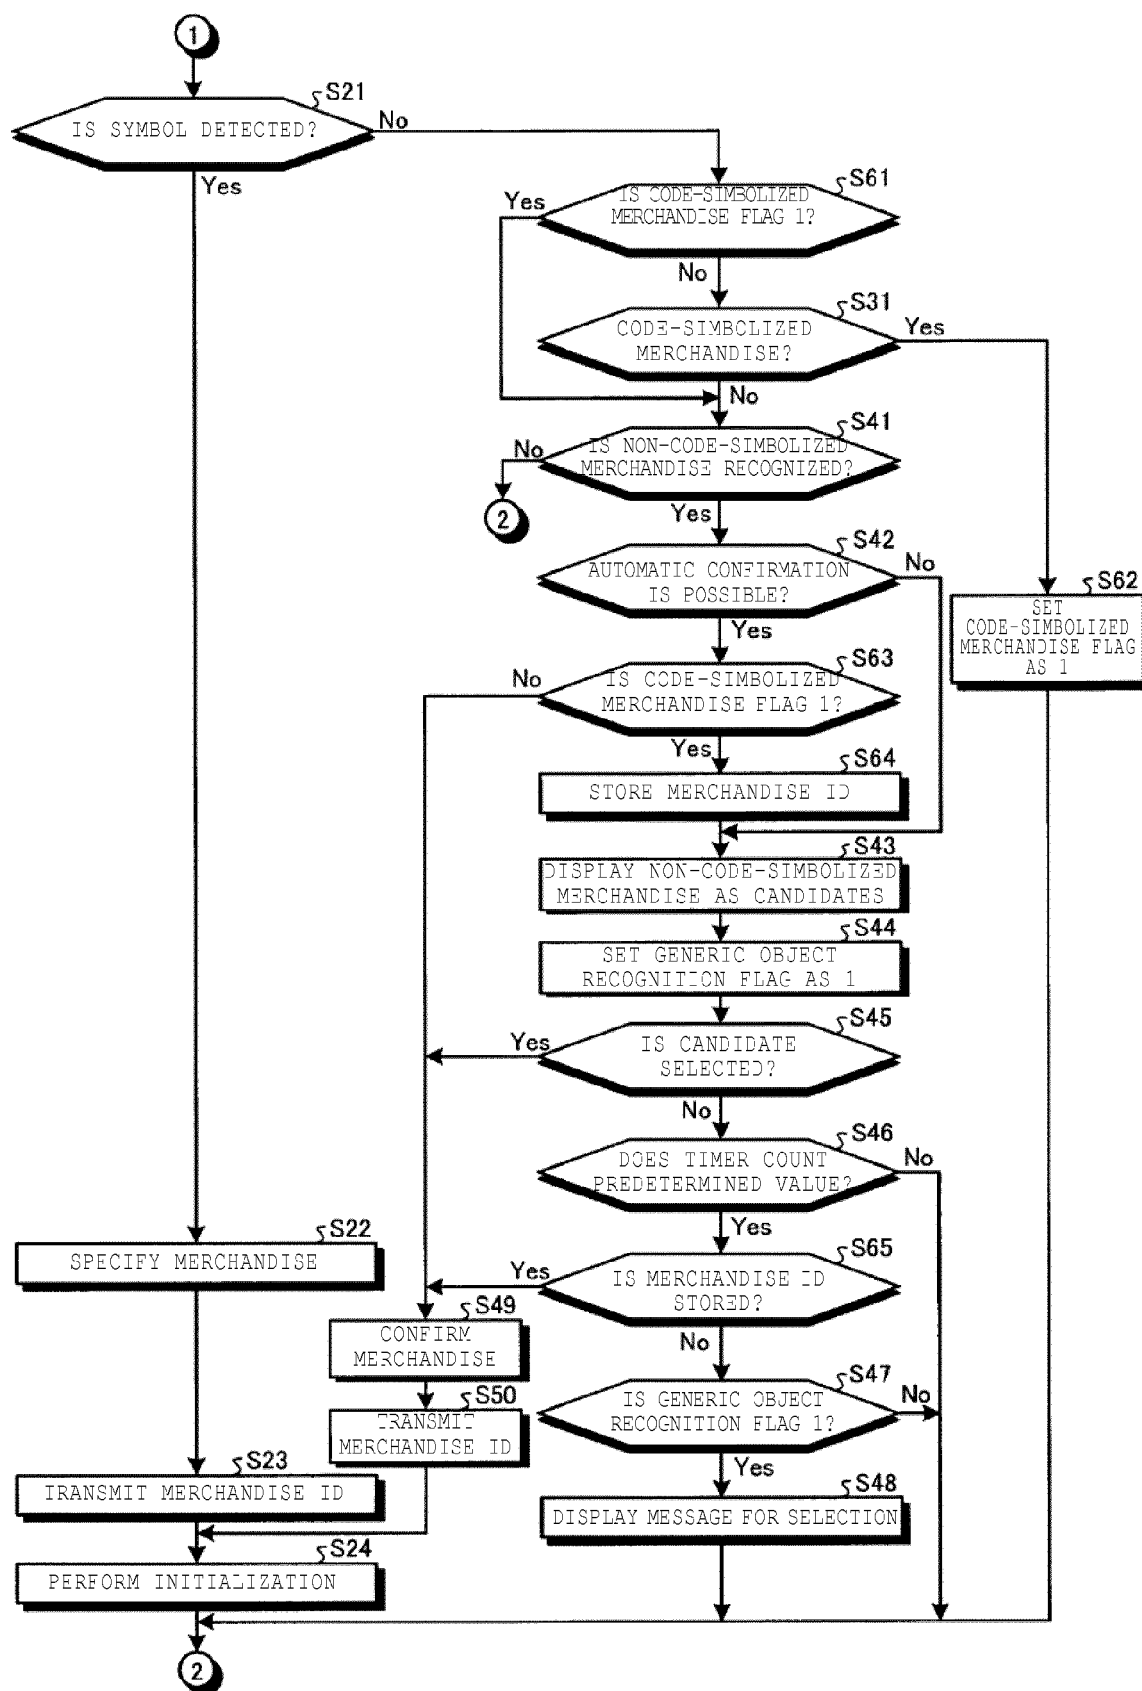 1
S21
IS SYMBOL DETECTED?
No
Yes
S61
IS CODE-SIMBOLIZED
MERCHANDISE FLAG 1?
Yes
No
S31
CODE-SIMBOLIZED
MERCHANDISE?
Yes
No
S41
IS NON-CODE-SIMBOLIZED
MERCHANDISE RECOGNIZED?
No
2
Yes
S42
AUTOMATIC CONFIRMATION
IS POSSIBLE?
No
Yes
S62
SET
CODE-SIMBOLIZED
MERCHANDISE FLAG
AS 1
S63
IS CODE-SIMBOLIZED
MERCHANDISE FLAG 1?
No
Yes
S64
STORE MERCHANDISE ID
S43
DISPLAY NON-CODE-SIMBOLIZED
MERCHANDISE AS CANDIDATES
S44
SET GENERIC OBJECT
RECOGNITION FLAG AS 1
S45
IS CANDIDATE
SELECTED?
Yes
No
S46
DOES TIMER COUNT
PREDETERMINED VALUE?
No
Yes
S22
SPECIFY MERCHANDISE
S65
IS MERCHANDISE ID
STORED?
Yes
No
S49
CONFIRM
MERCHANDISE
S47
IS GENERIC OBJECT
RECOGNITION FLAG 1?
No
Yes
S50
TRANSMIT
MERCHANDISE ID
S23
TRANSMIT MERCHANDISE ID
S48
DISPLAY MESSAGE FOR SELECTION
S24
PERFORM INITIALIZATION
2